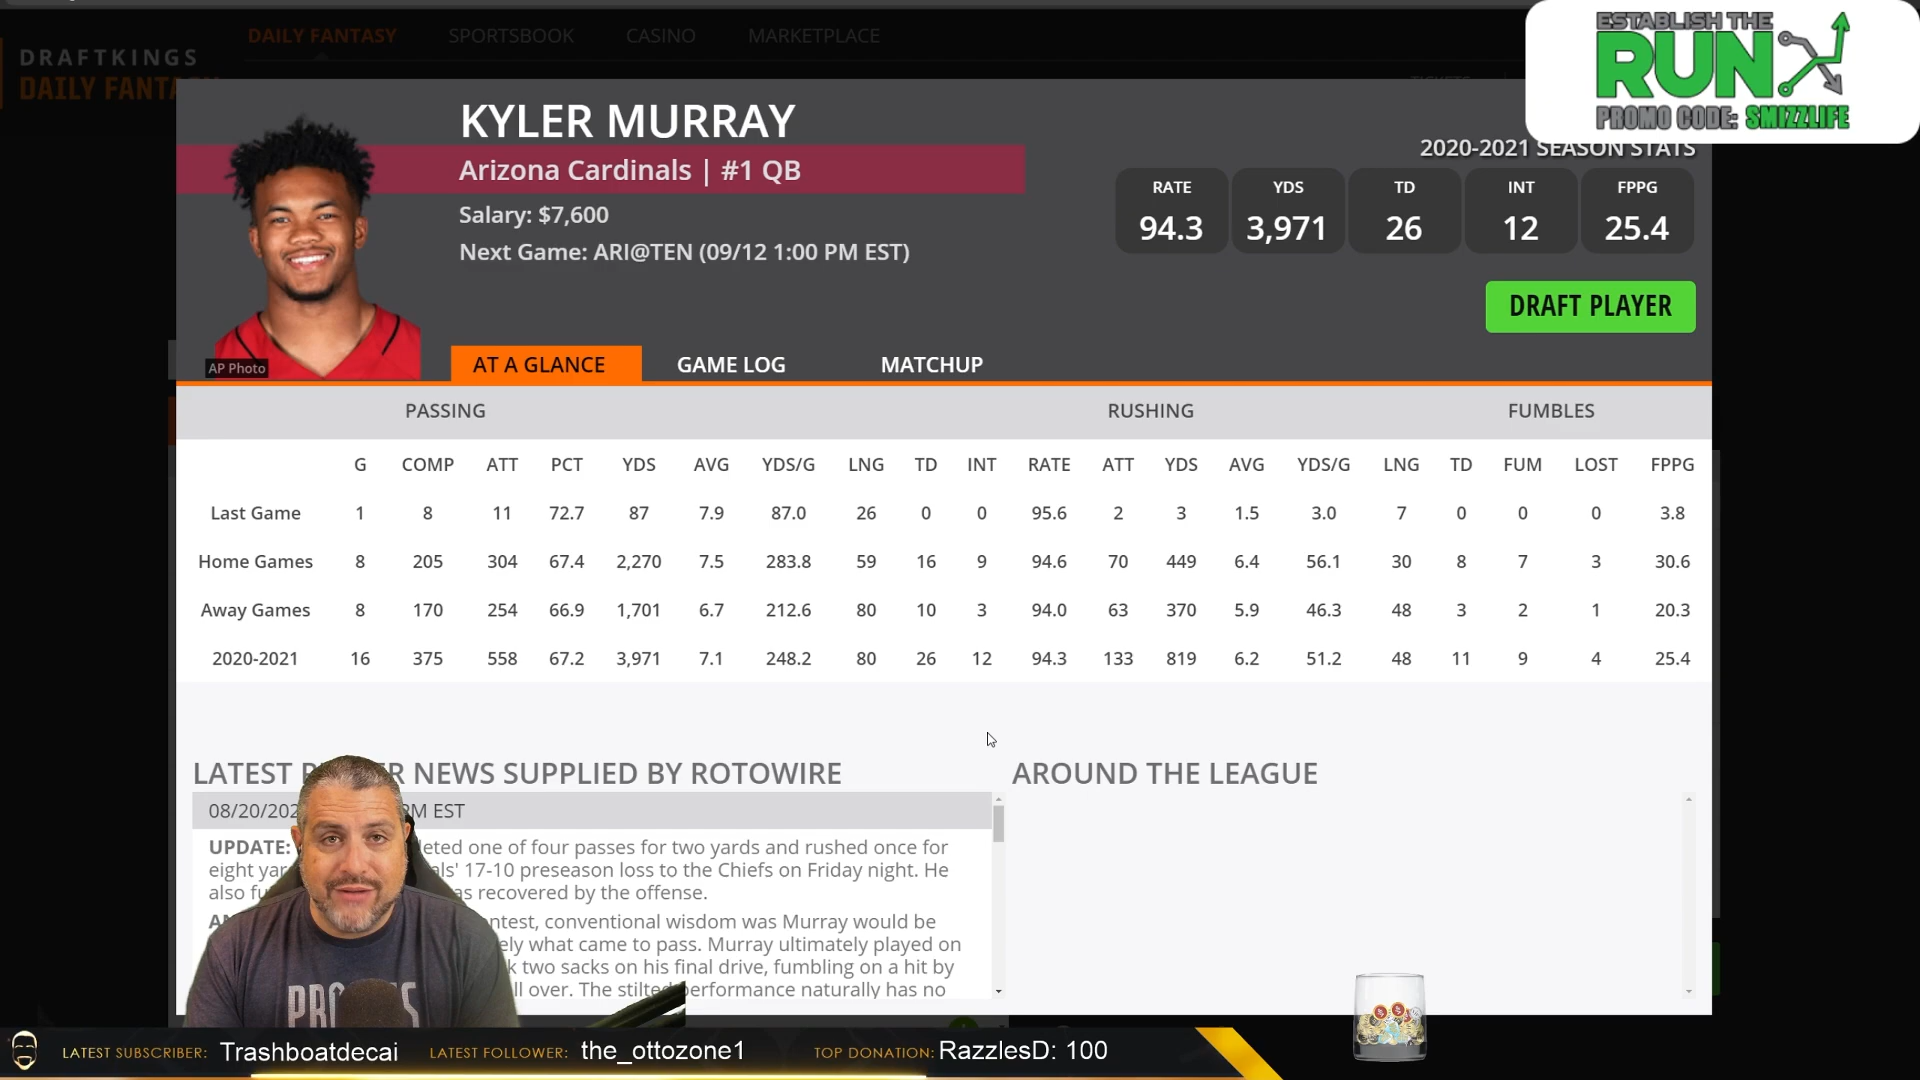 DAILY FANTASY SPORTSBOOK CASINO MARKETPLACE
DRAFTKINGS
DAILY FANTA
ESTABLISH THE
RUN
PROMO CODE: SMIZZLIFE
KYLER MURRAY
Arizona Cardinals | #1 QB
Salary: $7,600
Next Game: ARI@TEN (09/12 1:00 PM EST)
2020-2021 SEASON STATS
RATE YDS TD INT FPPG
94.3 3,971 26 12 25.4
DRAFT PLAYER
AP Photo
AT A GLANCE GAME LOG MATCHUP
PASSING RUSHING FUMBLES
G COMP ATT PCT YDS AVG YDS/G LNG TD INT RATE ATT YDS AVG YDS/G LNG TD FUM LOST FPPG
Last Game 1 8 11 72.7 87 7.9 87.0 26 0 0 95.6 2 3 1.5 3.0 7 0 0 0 3.8
Home Games 8 205 304 67.4 2,270 7.5 283.8 59 16 9 94.6 70 449 6.4 56.1 30 8 7 3 30.6
Away Games 8 170 254 66.9 1,701 6.7 212.6 80 10 3 94.0 63 370 5.9 46.3 48 3 2 1 20.3
2020-2021 16 375 558 67.2 3,971 7.1 248.2 80 26 12 94.3 133 819 6.2 51.2 48 11 9 4 25.4
LATEST P ER NEWS SUPPLIED BY ROTOWIRE
AROUND THE LEAGUE
08/20/202 PM EST
UPDATE: leted one of four passes for two yards and rushed once for
eight yar als' 17-10 preseason loss to the Chiefs on Friday night. He
also fu as recovered by the offense.
AN ntest, conventional wisdom was Murray would be
ely what came to pass. Murray ultimately played on
k two sacks on his final drive, fumbling on a hit by
ll over. The stilted performance naturally has no
LATEST SUBSCRIBER: Trashboatdecai LATEST FOLLOWER: the_ottozone1 TOP DONATION: RazzlesD: 100